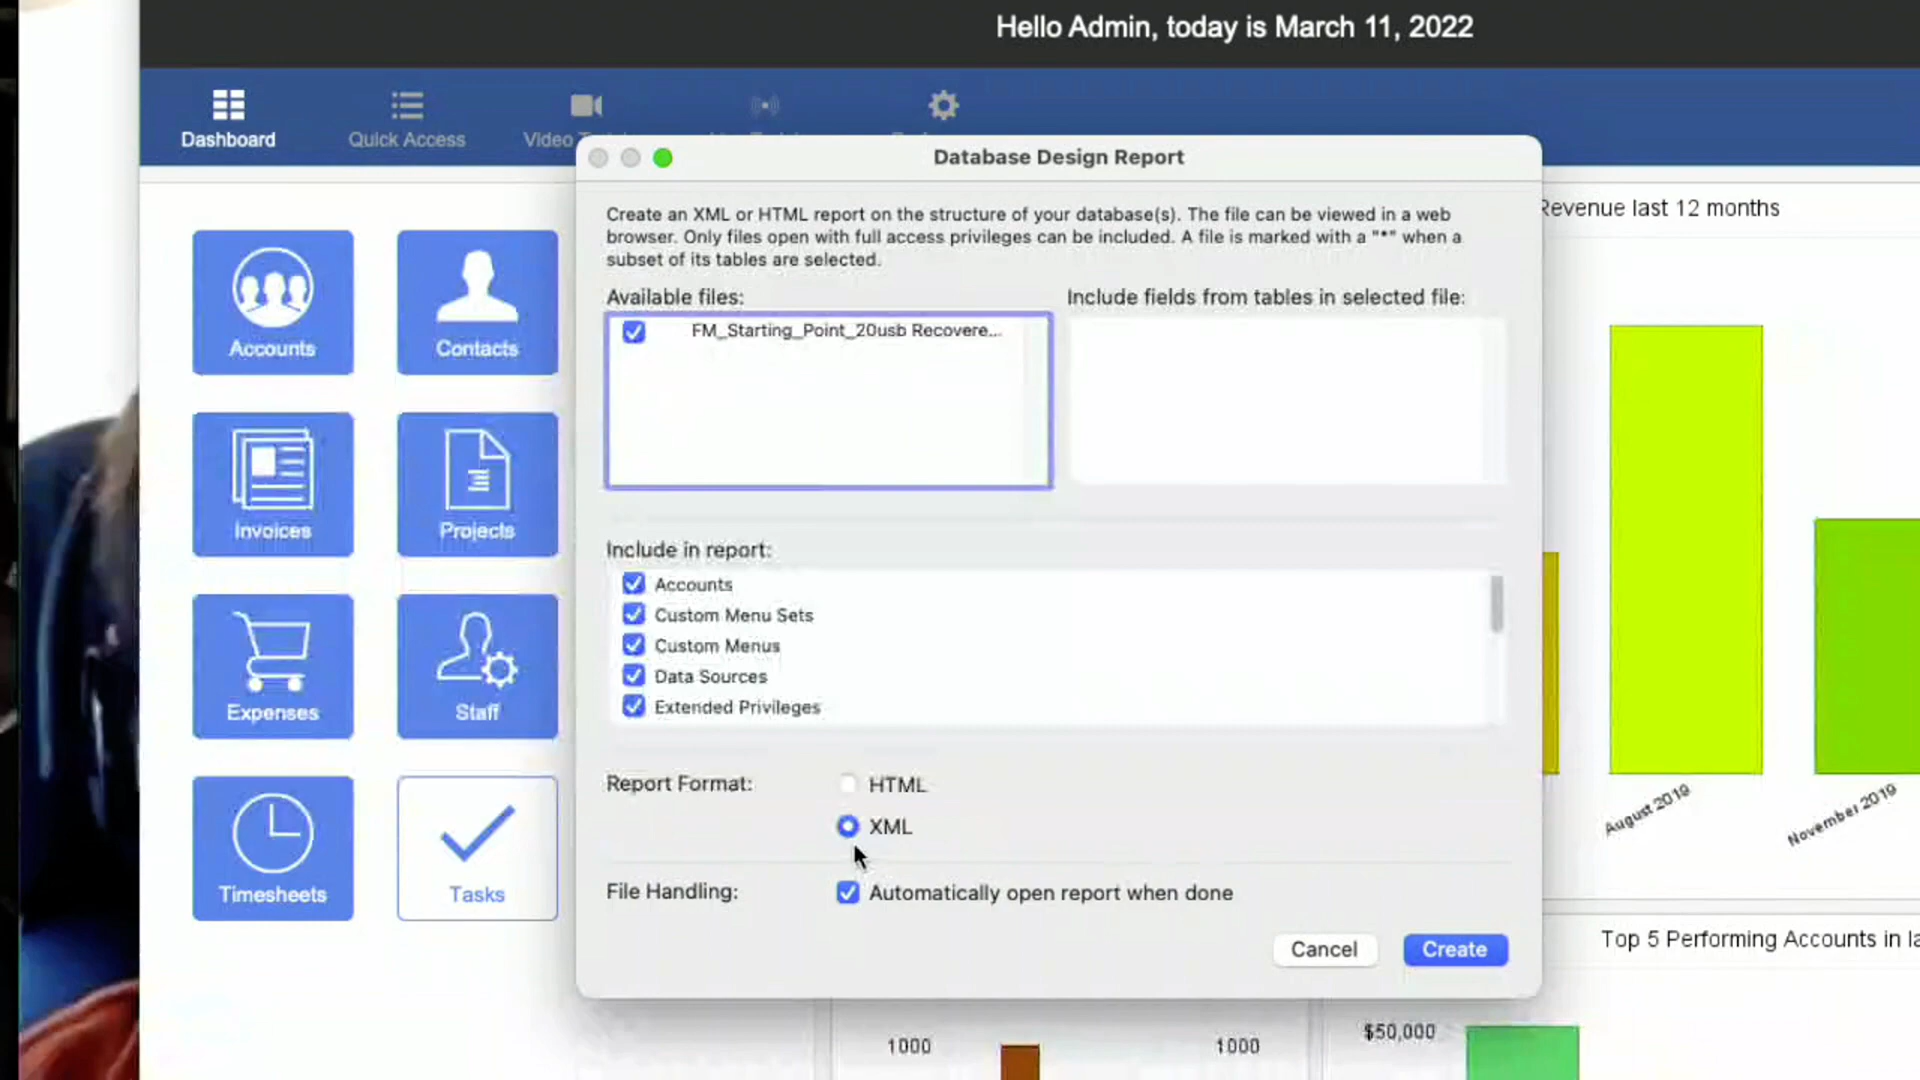 Hello Admin, today is March 11, 2022
Dashboard
Quick Access
Video
Database Design Report
Create an XML or HTML report on the structure of your database(s). The file can be viewed in a web
browser. Only files open with full access privileges can be included. A file is marked with a "*" when a
subset of its tables are selected.
Available files:
FM_Starting_Point_20usb Recovere...
Include fields from tables in selected file:
Include in report:
Accounts
Custom Menu Sets
Custom Menus
Data Sources
Extended Privileges
Report Format:
HTML
XML
File Handling:
Automatically open report when done
Cancel
Create
Accounts
Contacts
Invoices
Projects
Expenses
Staff
Timesheets
Tasks
Revenue last 12 months
August 2019
November 2019
Top 5 Performing Accounts in la
1000
1000
$50,000